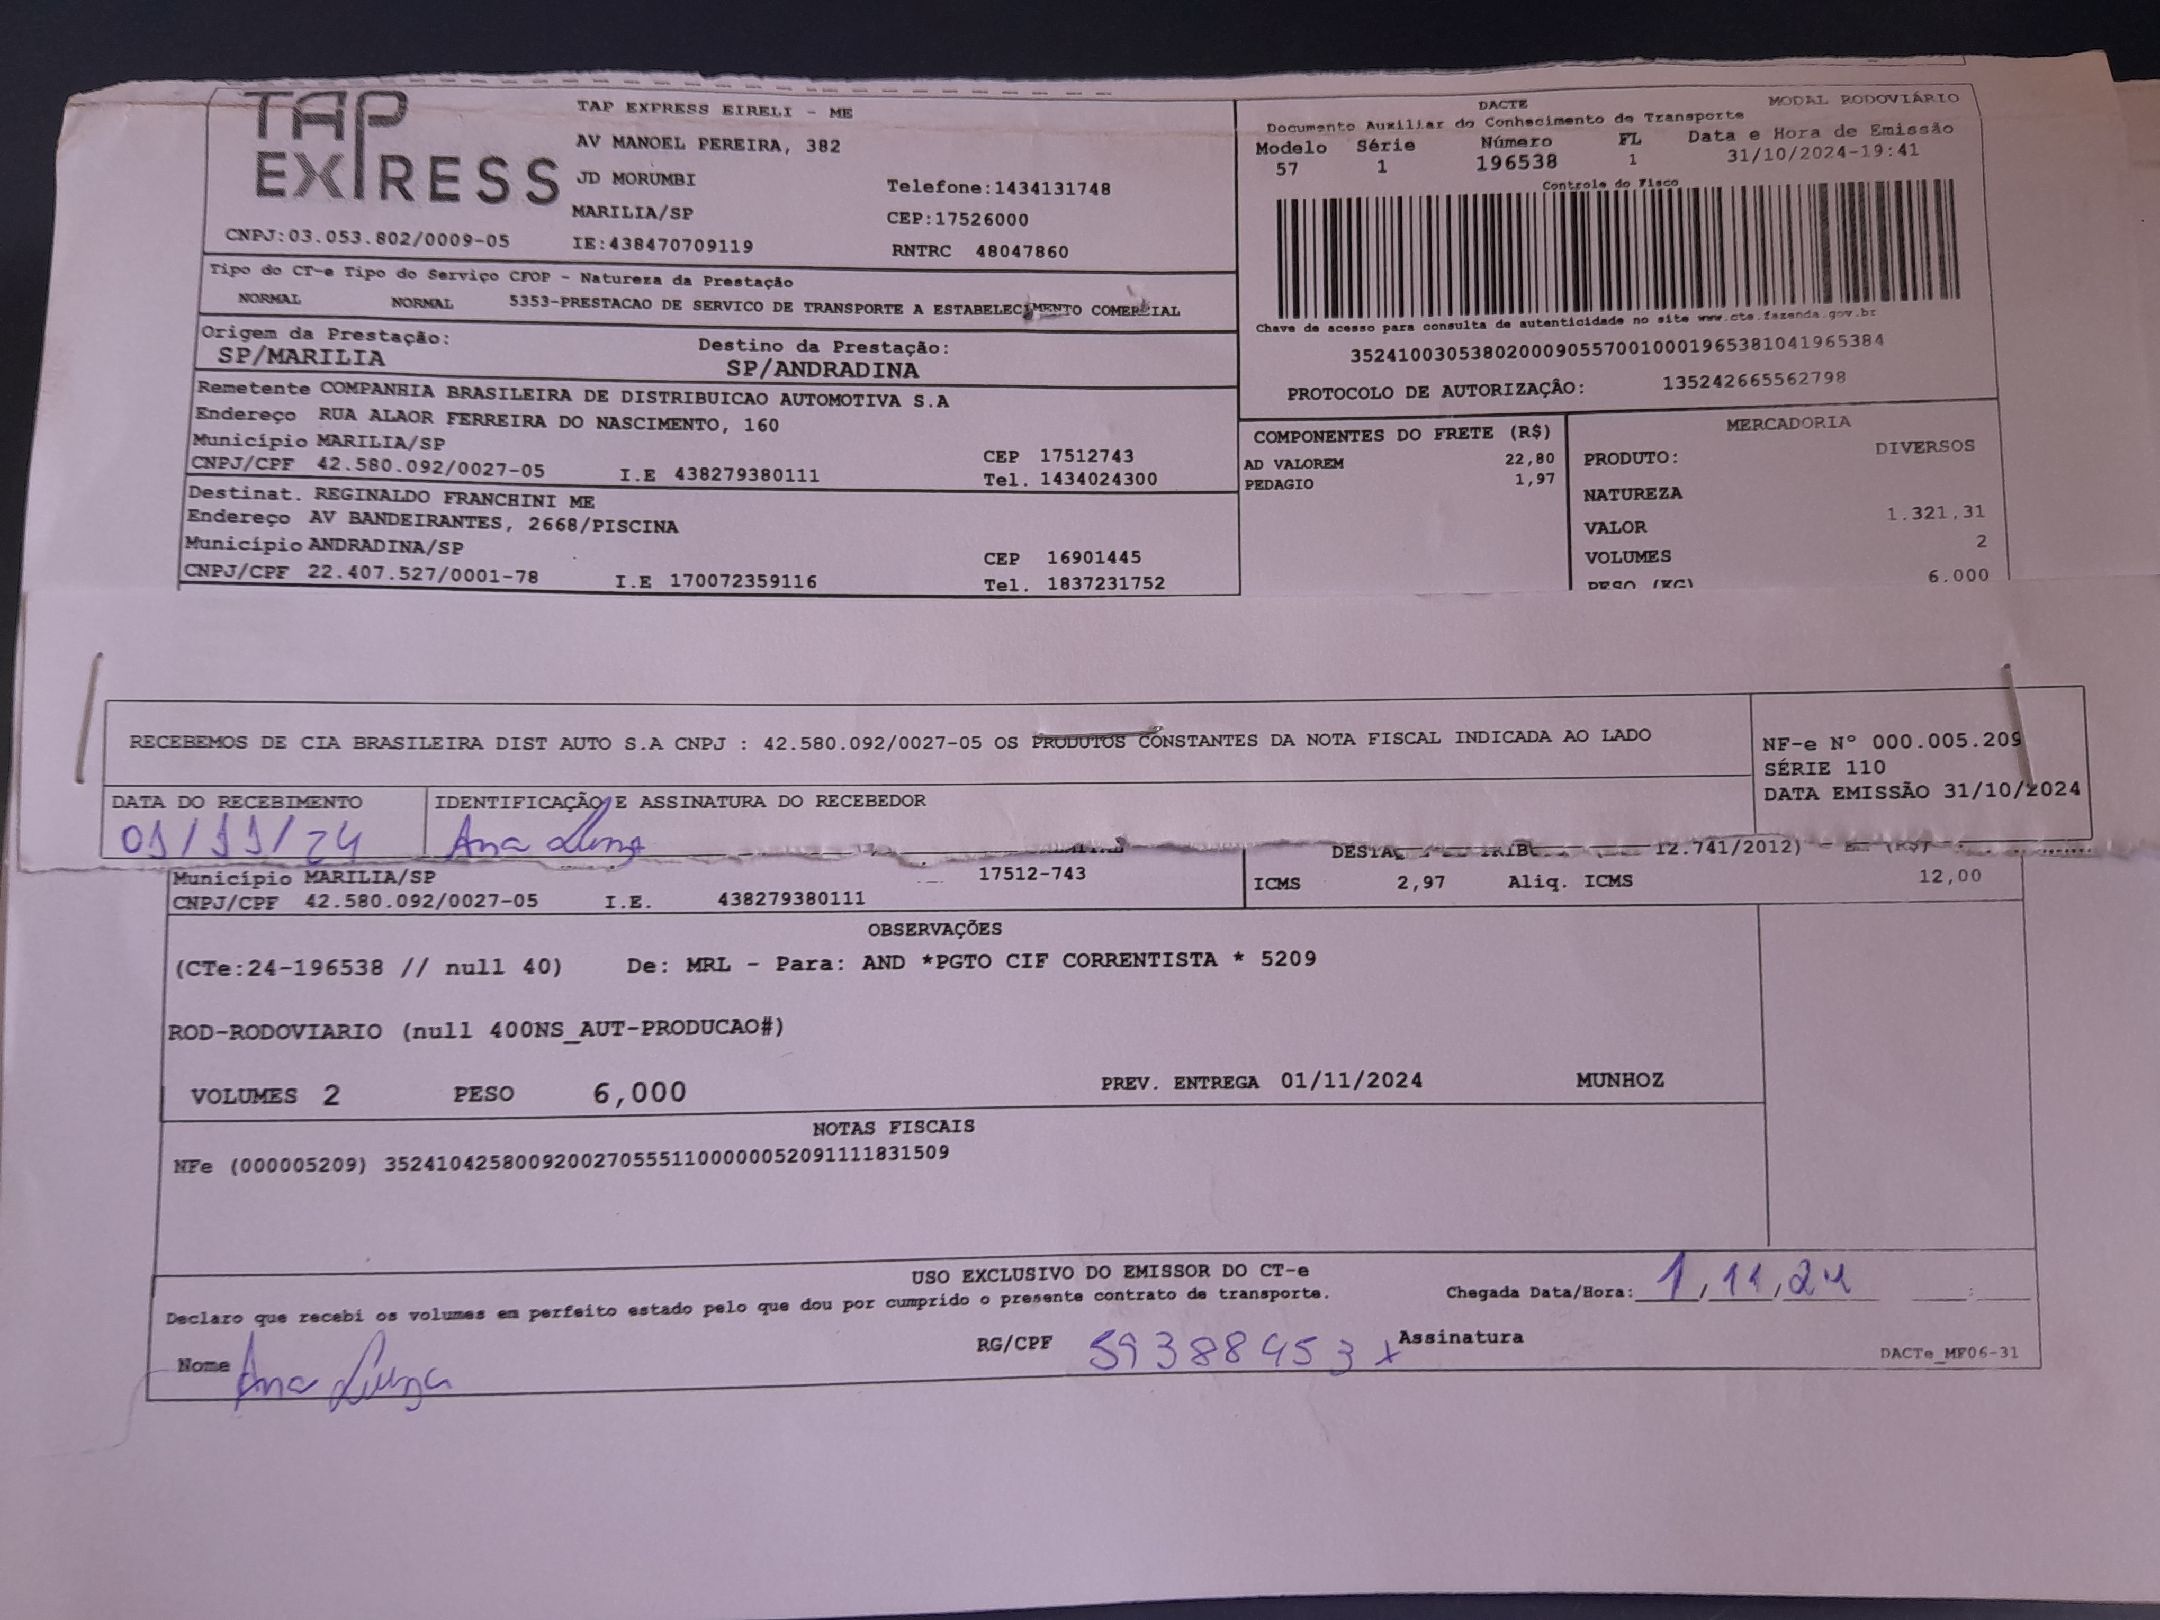 TAP EXPRESS
TAP EXPRESS EIRELI - ME
AV MANOEL PEREIRA, 382
JD MORUMBI
Telefone:1434131748
MARILIA/SP
CEP:17526000
CNPJ:03.053.802/0009-05
IE:438470709119
RNTRC 48047860
DACTE
MODAL RODOVIÁRIO
Documento Auxiliar do Conhecimento de Transporte
Modelo Série Número FL Data e Hora de Emissão
57 1 196538 1 31/10/2024-19:41
Controle do Fisco
Chave de acesso para consulta de autenticidade no site www.cte.fazenda.gov.br
35241003053802000905570010001965381041965384
PROTOCOLO DE AUTORIZAÇÂO: 135242665562798
Tipo do CT-e Tipo do Serviço CFOP - Natureza da Prestação
NORMAL NORMAL 5353-PRESTACAO DE SERVICO DE TRANSPORTE A ESTABELECIMENTO COMERCIAL
Origem da Prestação: Destino da Prestação:
SP/MARILIA SP/ANDRADINA
Remetente COMPANHIA BRASILEIRA DE DISTRIBUICAO AUTOMOTIVA S.A
Endereço RUA ALAOR FERREIRA DO NASCIMENTO, 160
Município MARILIA/SP CEP 17512743
CNPJ/CPF 42.580.092/0027-05 I.E 438279380111 Tel. 1434024300
Destinat. REGINALDO FRANCHINI ME
Endereço AV BANDEIRANTES, 2668/PISCINA
Município ANDRADINA/SP CEP 16901445
CNPJ/CPF 22.407.527/0001-78 I.E 170072359116 Tel. 1837231752
COMPONENTES DO FRETE (R$)
AD VALOREM 22,80
PEDAGIO 1,97
MERCADORIA
PRODUTO: DIVERSOS
NATUREZA
VALOR 1.321,31
VOLUMES 2
PESO (KG) 6.000
RECEBEMOS DE CIA BRASILEIRA DIST AUTO S.A CNPJ : 42.580.092/0027-05 OS PRODUTOS CONSTANTES DA NOTA FISCAL INDICADA AO LADO
NF-e Nº 000.005.209
SÉRIE 110
DATA EMISSÃO 31/10/2024
DATA DO RECEBIMENTO IDENTIFICAÇÃO E ASSINATURA DO RECEBEDOR
01/11/24 Ana
12.741/2012)
Município MARILIA/SP 17512-743
CNPJ/CPF 42.580.092/0027-05 I.E. 438279380111
ICMS 2,97 Aliq. ICMS 12,00
OBSERVAÇÕES
(CTe:24-196538 // null 40) De: MRL - Para: AND *PGTO CIF CORRENTISTA * 5209
ROD-RODOVIARIO (null 400NS_AUT-PRODUCAO#)
VOLUMES 2 PESO 6,000 PREV. ENTREGA 01/11/2024 MUNHOZ
NOTAS FISCAIS
NFe (000005209) 35241042580092002705551100000052091111831509
USO EXCLUSIVO DO EMISSOR DO CT-e
Declaro que recebi os volumes em perfeito estado pelo que dou por cumprido o presente contrato de transporte.
Chegada Data/Hora: 1,11,24
Nome Ana RG/CPF 59388453x Assinatura
DACTe_MF06-31